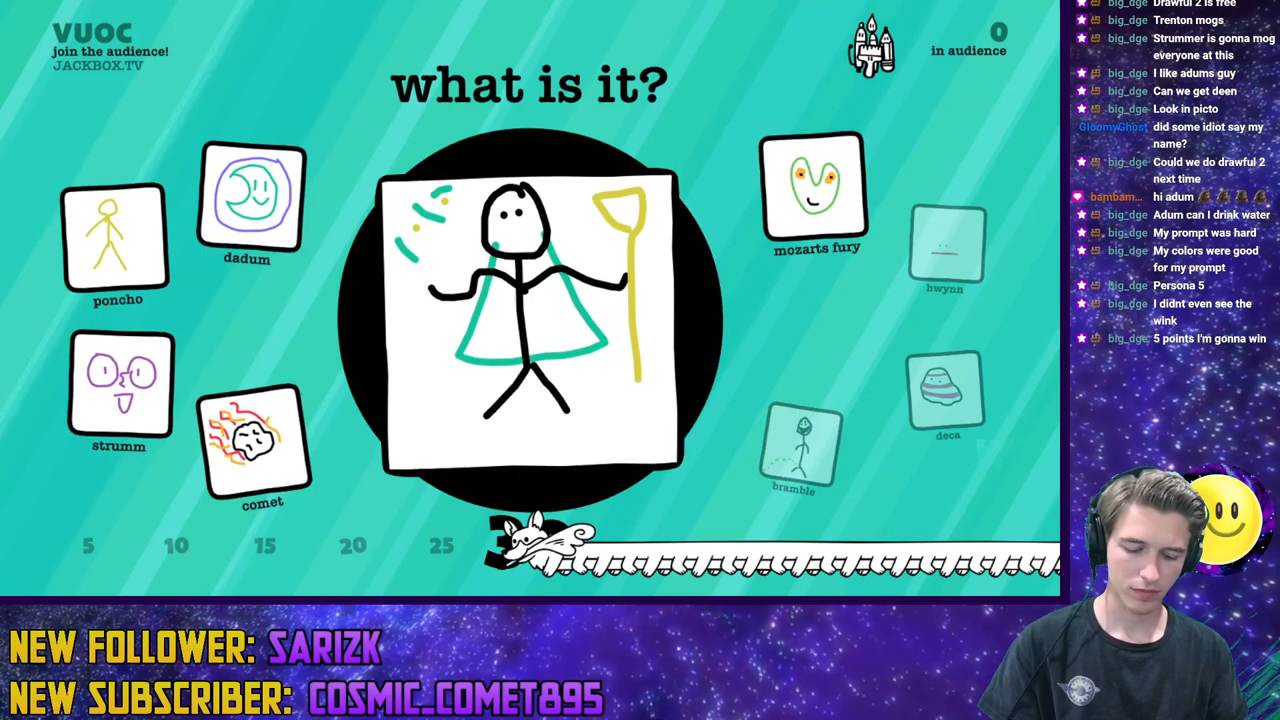 VUOC
join the audience!
JACKBOX.TV
0
in audience
what is it?
poncho
dadum
strumm
comet
mozarts fury
hwynn
deca
bramble
5 10 15 20 25
big_dge Drawful 2 is free
big_dge Trenton mogs
big_dge Strummer is gonna mog
everyone at this
big_dge I like adums guy
big_dge Can we get deen
big_dge Look in picto
GloomyGhost did some idiot say my
name?
big_dge Could we do drawful 2
next time
bambam... hi adum
big_dge Adum can I drink water
big_dge My prompt was hard
big_dge My colors were good
for my prompt
big_dge Persona 5
big_dge I didnt even see the
wink
big_dge 5 points I'm gonna win
NEW FOLLOWER: SARIZK
NEW SUBSCRIBER: COSMIC_COMET895